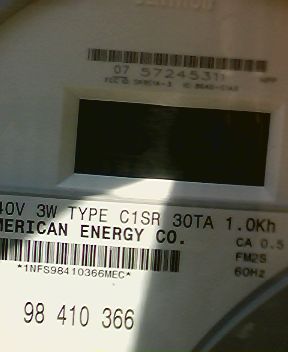 07 57245311
40V 3W TYPE C1SR 30TA 1.0Kh
MERICAN ENERGY CO.
CA 0.5
FM2S
60Hz
*1NFS98410366MEC*
98 410 366